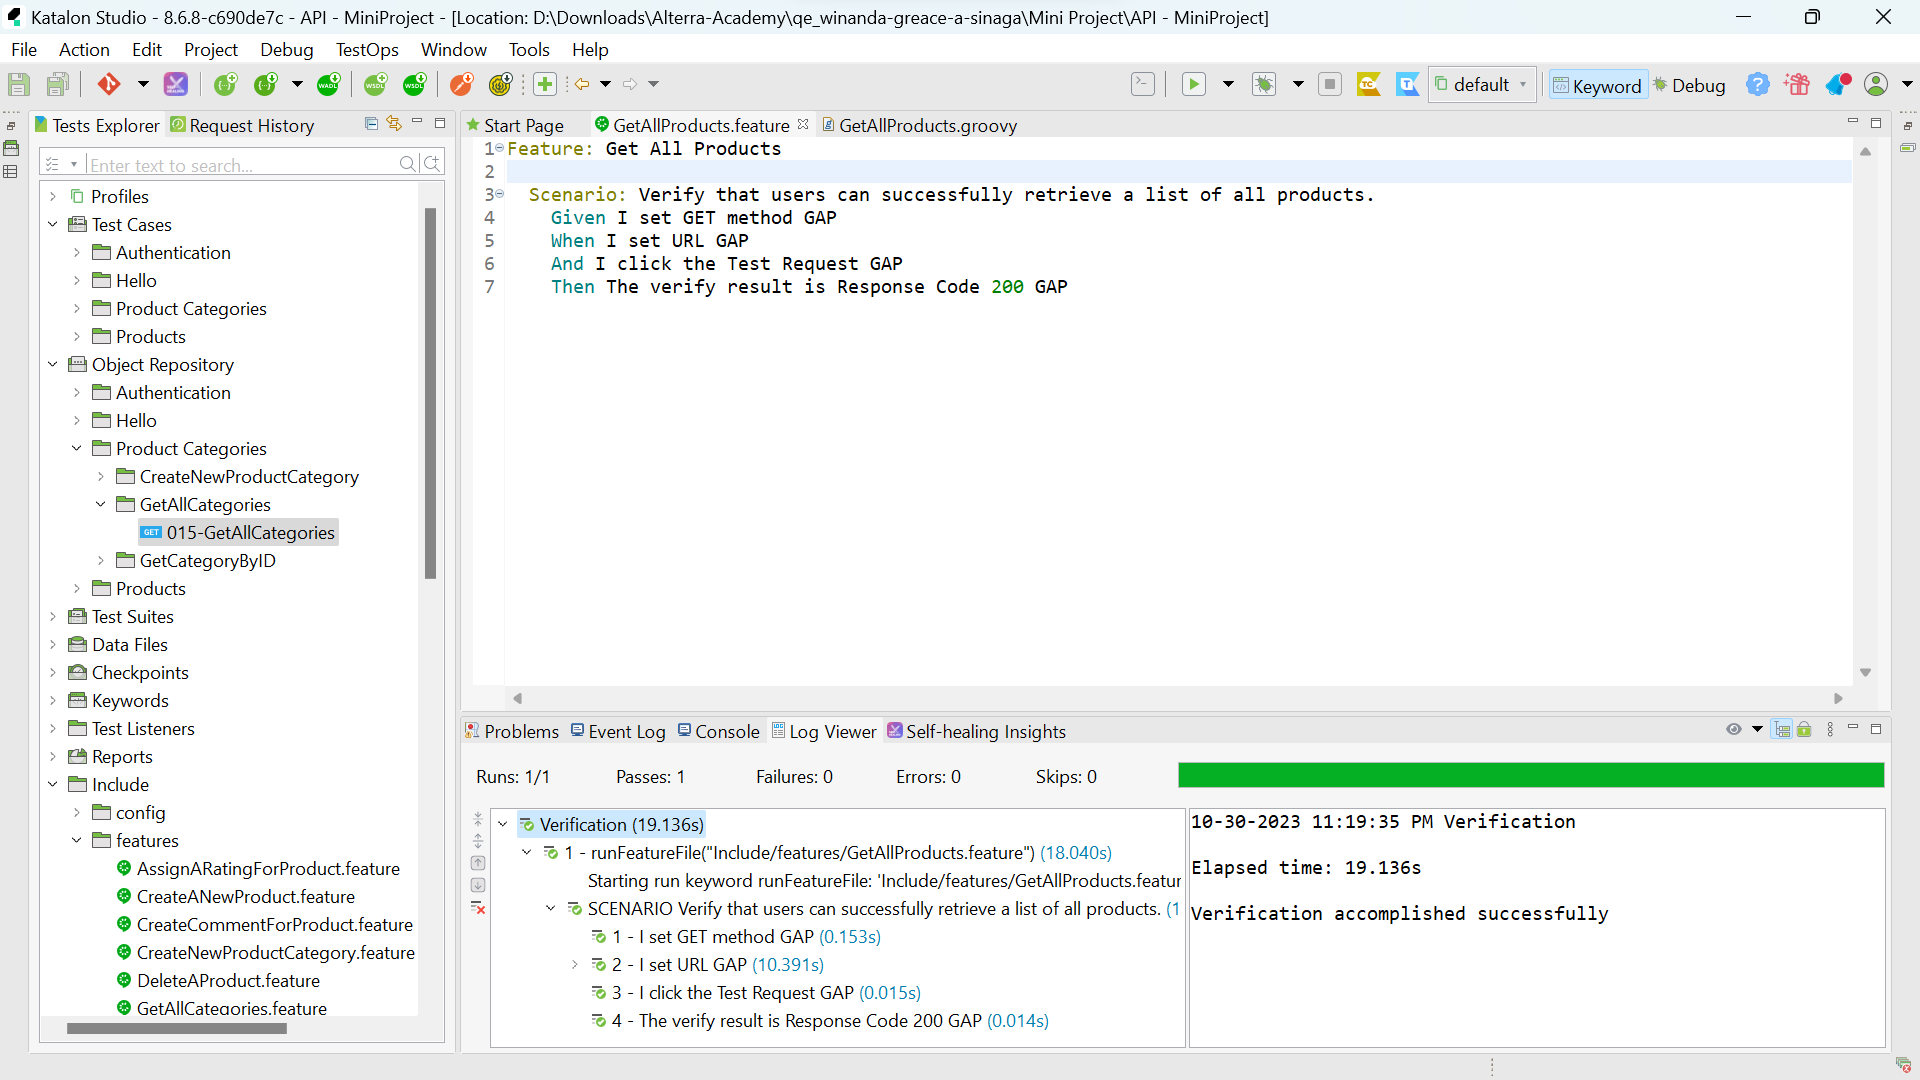 Katalon Studio - 8.6.8-c690de7c - API - MiniProject - [Location: D:\Downloads\Alterra-Academy\qe_winanda-greace-a-sinaga\Mini Project\API - MiniProject]
File Action Edit Project Debug TestOps Window Tools Help
default Keyword Debug
Tests Explorer Request History
Enter text to search...
Profiles
Test Cases
Authentication
Hello
Product Categories
Products
Object Repository
Authentication
Hello
Product Categories
CreateNewProductCategory
GetAllCategories
GET 015-GetAllCategories
GetCategoryByID
Products
Test Suites
Data Files
Checkpoints
Keywords
Test Listeners
Reports
Include
config
features
AssignARatingForProduct.feature
CreateANewProduct.feature
CreateCommentForProduct.feature
CreateNewProductCategory.feature
DeleteAProduct.feature
GetAllCategories.feature
Start Page GetAllProducts.feature GetAllProducts.groovy
1 Feature: Get All Products
2
3 Scenario: Verify that users can successfully retrieve a list of all products.
4 Given I set GET method GAP
5 When I set URL GAP
6 And I click the Test Request GAP
7 Then The verify result is Response Code 200 GAP
Problems Event Log Console Log Viewer Self-healing Insights
Runs: 1/1 Passes: 1 Failures: 0 Errors: 0 Skips: 0
Verification (19.136s)
1 - runFeatureFile("Include/features/GetAllProducts.feature") (18.040s)
Starting run keyword runFeatureFile: 'Include/features/GetAllProducts.featur
SCENARIO Verify that users can successfully retrieve a list of all products. (1
1 - I set GET method GAP (0.153s)
2 - I set URL GAP (10.391s)
3 - I click the Test Request GAP (0.015s)
4 - The verify result is Response Code 200 GAP (0.014s)
10-30-2023 11:19:35 PM Verification
Elapsed time: 19.136s
Verification accomplished successfully